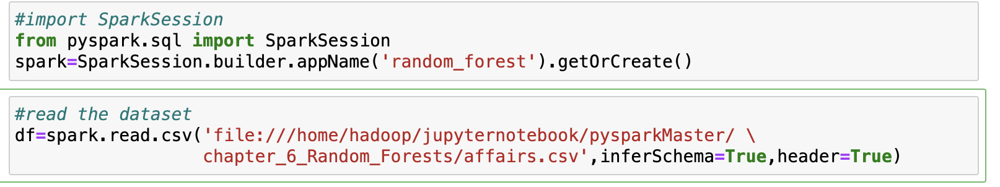 #import SparkSession
from pyspark.sql import SparkSession
spark=SparkSession.builder.appName('random_forest').getOrCreate()
#read the dataset
df=spark.read.csv('file:///home/hadoop/jupyternotebook/pysparkMaster/ \
chapter_6_Random_Forests/affairs.csv',inferSchema=True,header=True)